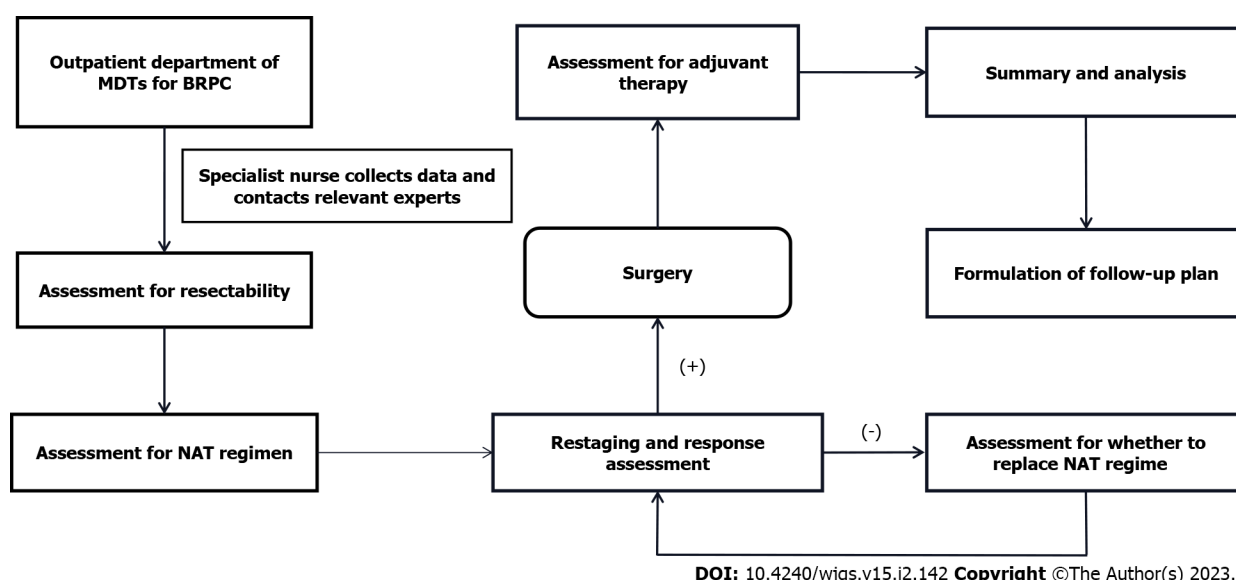 Outpatient department of
MDTs for BRPC
Specialist nurse collects data and
contacts relevant experts
Assessment for resectability
Assessment for NAT regimen
Restaging and response
assessment
(+)
(-)
Assessment for whether to
replace NAT regime
Surgery
Assessment for adjuvant
therapy
Summary and analysis
Formulation of follow-up plan
DOI: 10.4240/wjgs.v15.i2.142 Copyright ©The Author(s) 2023.